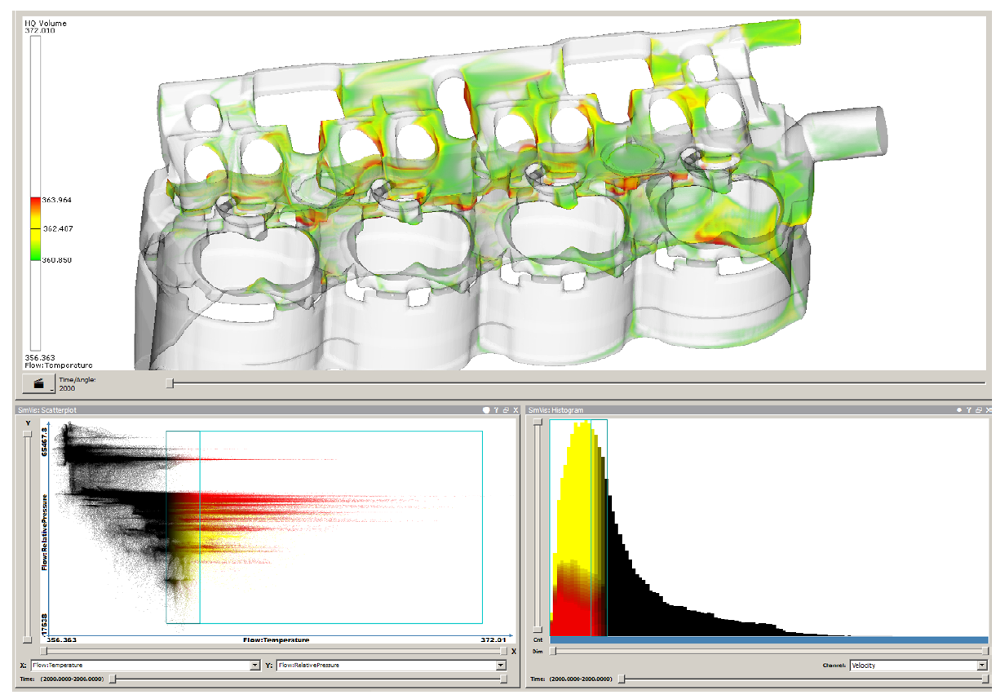 HQ Volume
372.010
363.964
362.407
360.850
356.363
Flow:Temperature
Time/Angle:
2000
SimVis: Scatterplot
X
Y
65467.8
Flow:RelativePressure
-17638
356.363
Flow:Temperature
372.01
X
X:
Flow:Temperature
Y:
Flow:RelativePressure
Time: (2000.0000-2000.0000)
SimVis: Histogram
X
Cnt
Dim
Channel: Velocity
Time: (2000.0000-2000.0000)